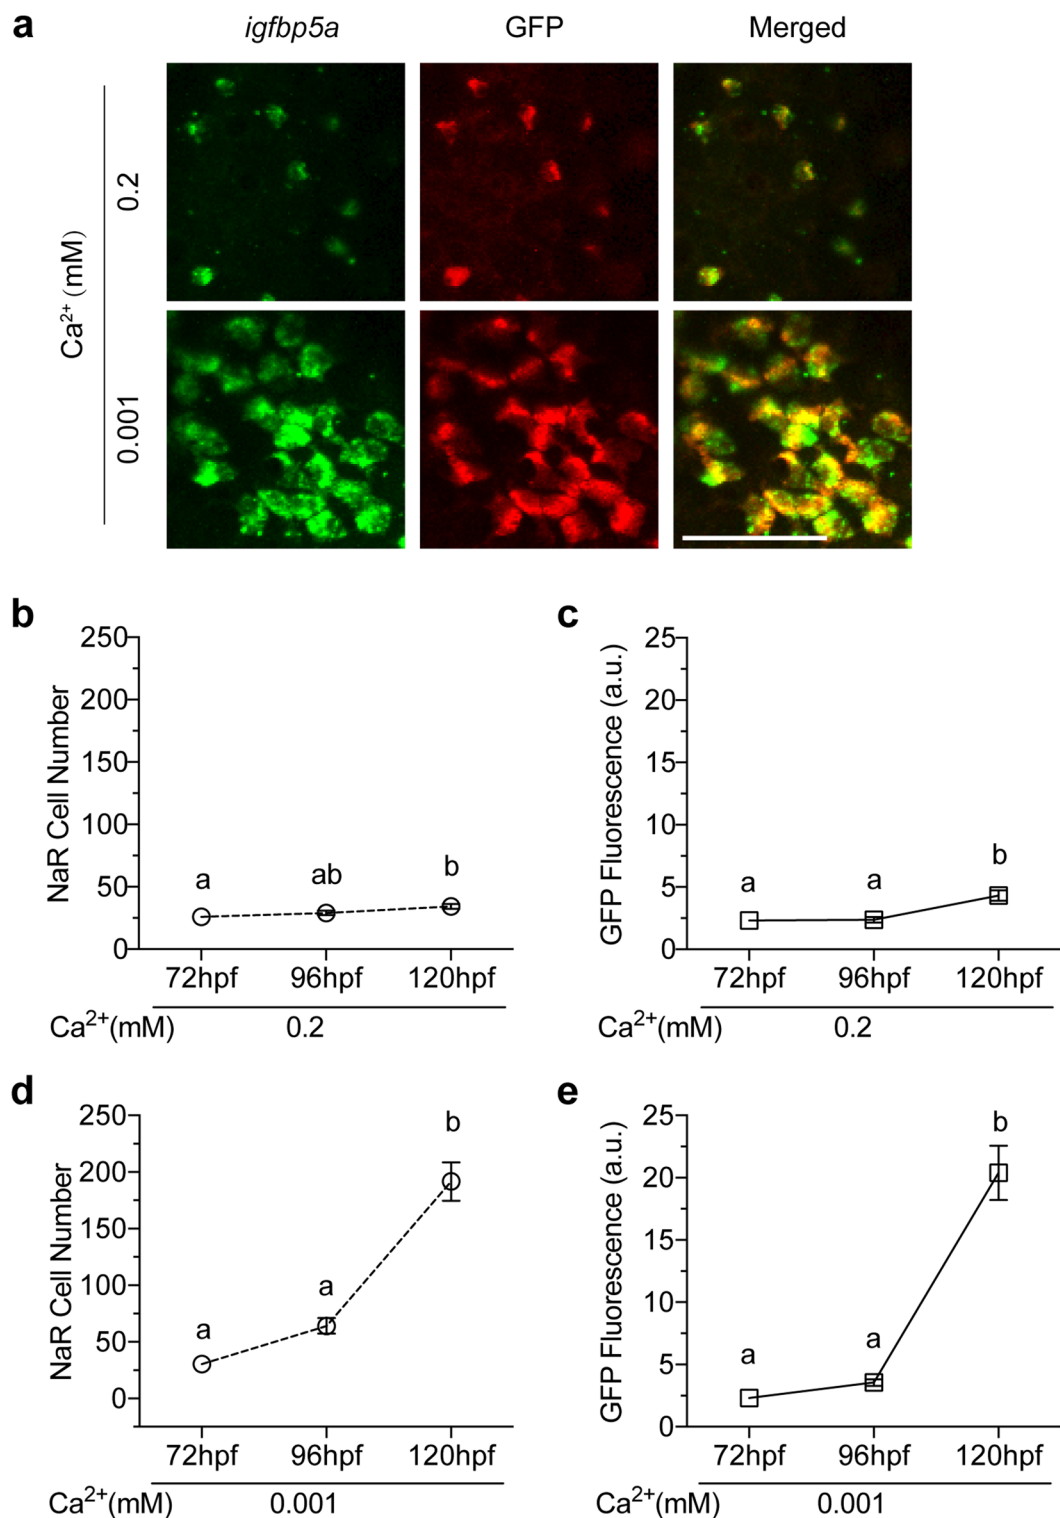 a
igfbp5a GFP Merged
Ca²⁺ (mM)
0.2
0.001
b
NaR Cell Number
250
200
150
100
50
0
a ab b
72hpf 96hpf 120hpf
Ca²⁺(mM) 0.2
c
GFP Fluorescence (a.u.)
25
20
15
10
5
0
a a b
72hpf 96hpf 120hpf
Ca²⁺(mM) 0.2
d
NaR Cell Number
250
200
150
100
50
0
a a b
72hpf 96hpf 120hpf
Ca²⁺(mM) 0.001
e
GFP Fluorescence (a.u.)
25
20
15
10
5
0
a a b
72hpf 96hpf 120hpf
Ca²⁺(mM) 0.001